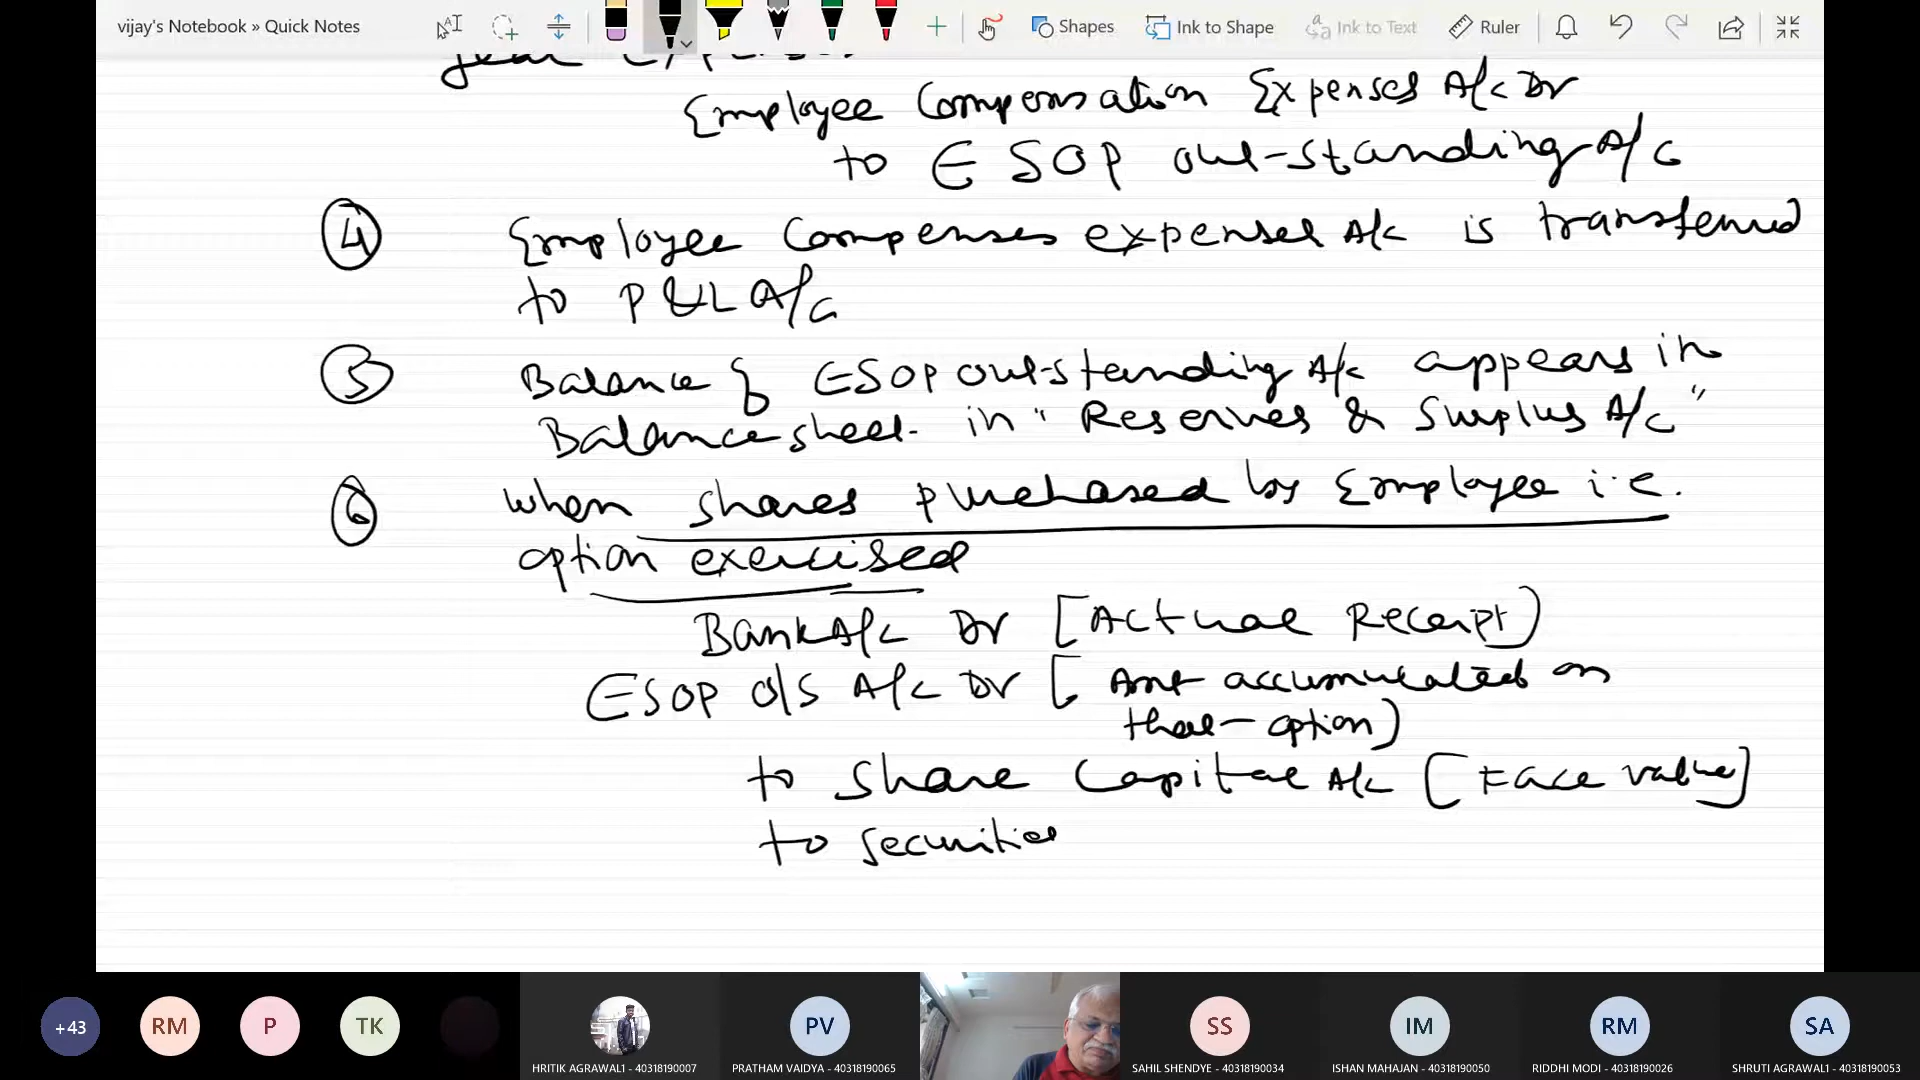 vijay's Notebook » Quick Notes
Shapes
Ink to Shape
Ink to Text
Ruler
year
Employee Compensation Expenses A/c Dr
to ESOP out-standing A/c
④ Employee Compenses expenses A/c is transferred
to P&L A/c
⑤ Balance of ESOP out-standing A/c appears in
Balance sheet. in "Reserves & Surplus A/c"
⑥ when shares purchased by Employee i.e.
option exercised
Bank A/c Dr [Actual Receipt)
ESOP O/S A/c Dr [Amt accumulated on
that option)
to Share Capital A/c [Face value]
to securities
+43
RM
P
TK
HRITIK AGRAWAL1 - 40318190007
PV
PRATHAM VAIDYA - 40318190065
SS
SAHIL SHENDYE - 40318190034
IM
ISHAN MAHAJAN - 40318190050
RM
RIDDHI MODI - 40318190026
SA
SHRUTI AGRAWAL1 - 40318190053